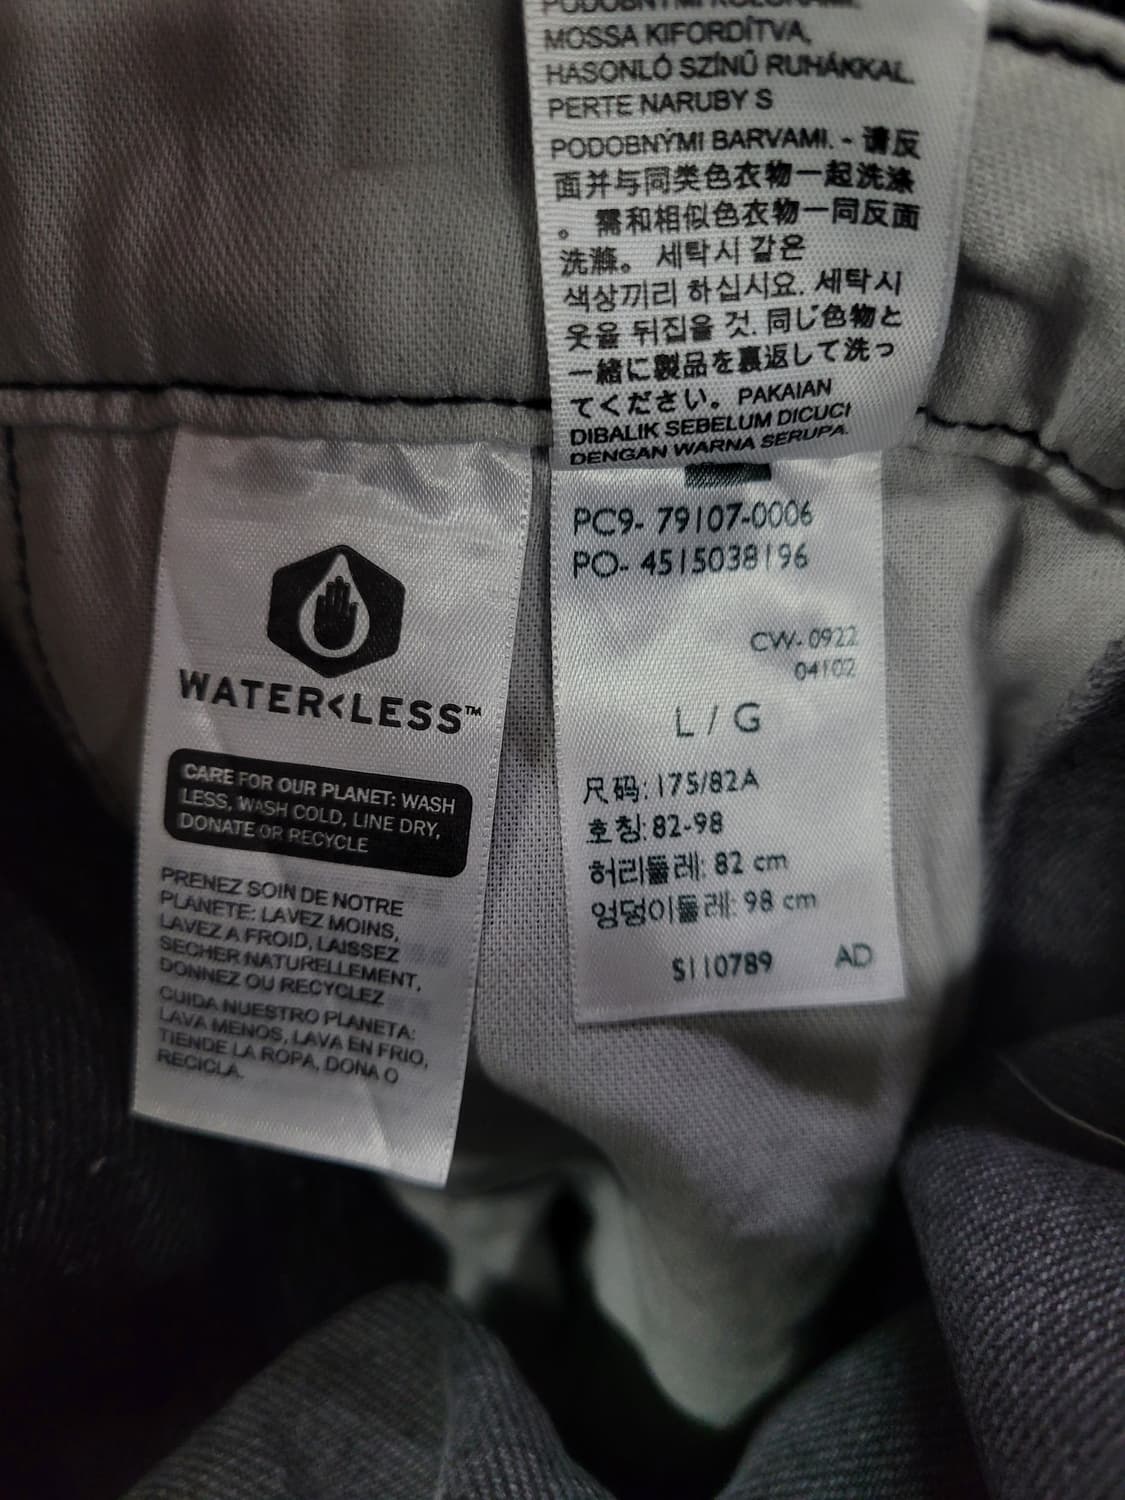 PODOBNYMI KOLORAMI.
MOSSA KIFORDÍTVA,
HASONLÓ SZÍNŰ RUHÁKKAL.
PERTE NARUBY S
PODOBNÝMI BARVAMI. - 请反
面并与同类色衣物一起洗涤
。 需和相似色衣物一同反面
洗滌。 세탁시 같은
색상끼리 하십시요. 세탁시
옷을 뒤집을 것. 同じ色物と
一緒に製品を裏返して洗っ
てください。PAKAIAN
DIBALIK SEBELUM DICUCI
DENGAN WARNA SERUPA.
WATER<LESS™
CARE FOR OUR PLANET: WASH
LESS, WASH COLD, LINE DRY,
DONATE OR RECYCLE
PRENEZ SOIN DE NOTRE
PLANETE: LAVEZ MOINS,
LAVEZ A FROID, LAISSEZ
SECHER NATURELLEMENT,
DONNEZ OU RECYCLEZ
CUIDA NUESTRO PLANETA:
LAVA MENOS, LAVA EN FRIO,
TIENDE LA ROPA, DONA O
RECICLA.
PC9- 79107-0006
PO- 4515038196
CW- 0922
04102
L / G
尺码: 175/82A
호칭: 82-98
허리둘레: 82 cm
엉덩이둘레: 98 cm
S110789 AD